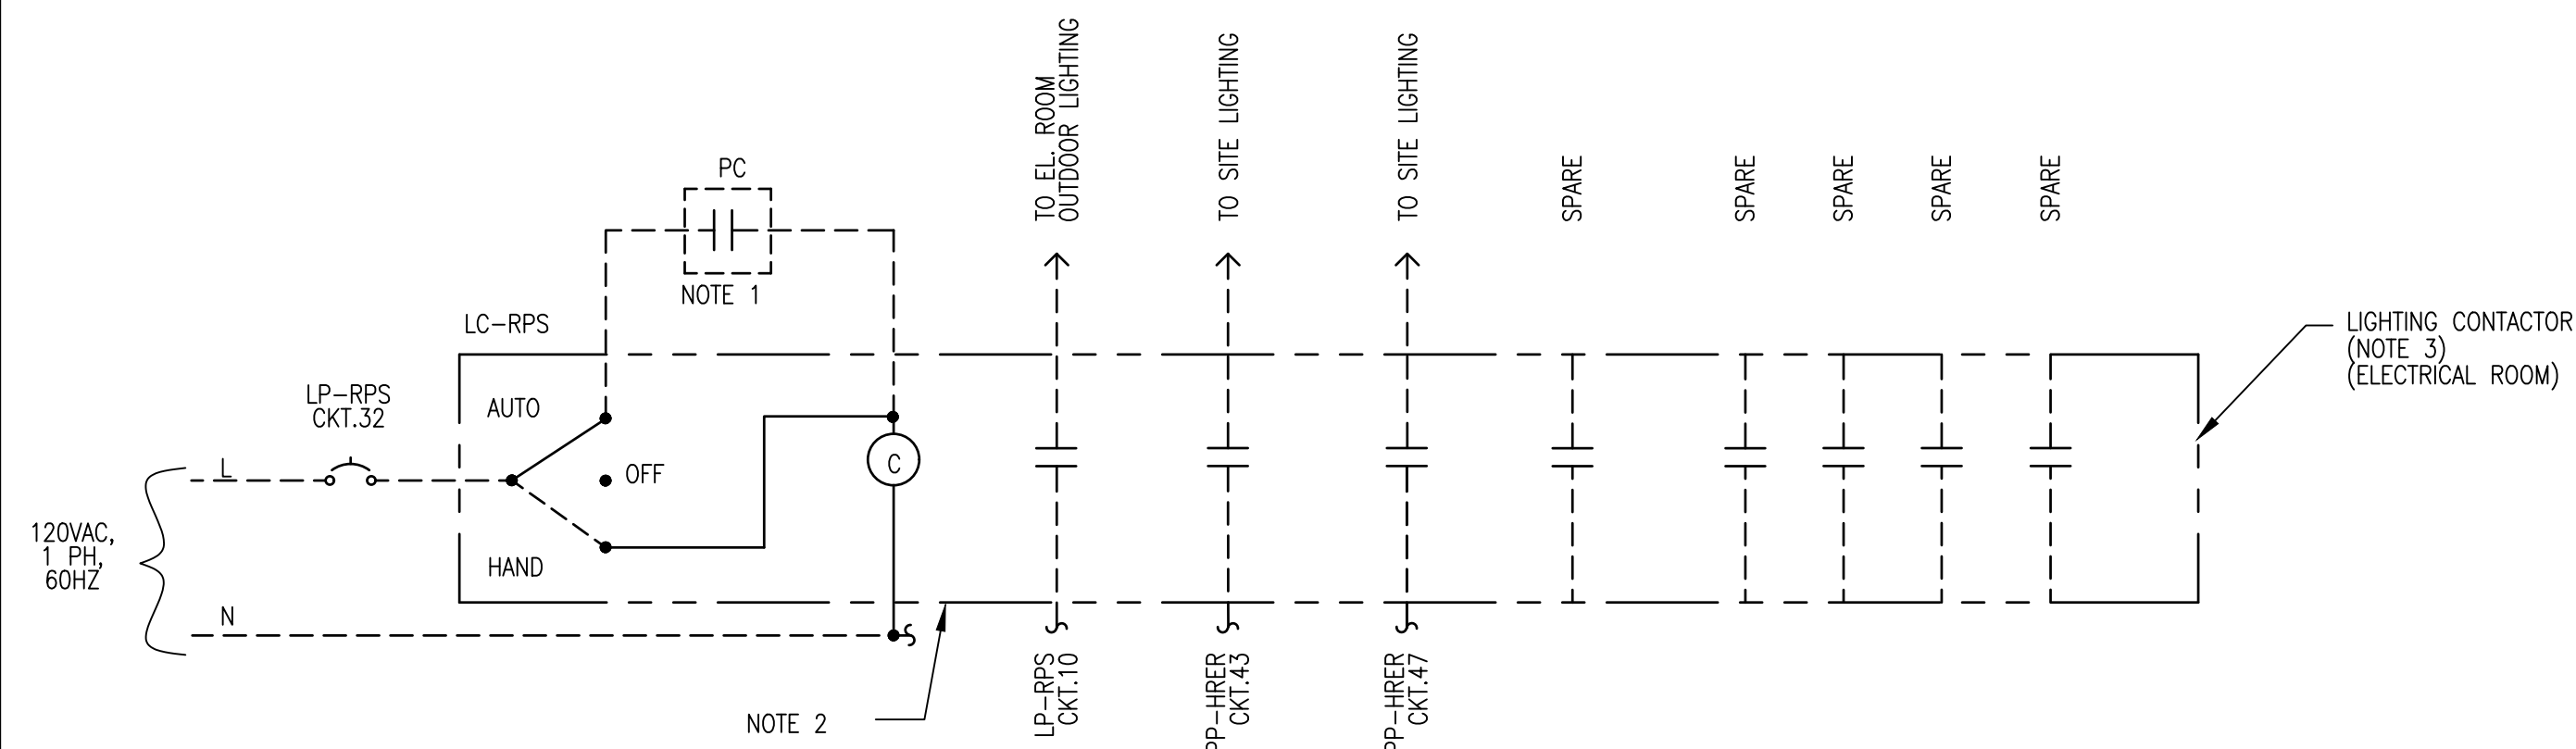 TO EL. ROOM
OUTDOOR LIGHTING
TO SITE LIGHTING
TO SITE LIGHTING
SPARE
SPARE
SPARE
SPARE
SPARE
PC
NOTE 1
LC-RPS
LIGHTING CONTACTOR
(NOTE 3)
(ELECTRICAL ROOM)
LP-RPS
CKT.32
AUTO
L
OFF
C
120VAC,
1 PH,
60HZ
HAND
N
LP-RPS
CKT.10
PP-HRER
CKT.43
PP-HRER
CKT.47
NOTE 2